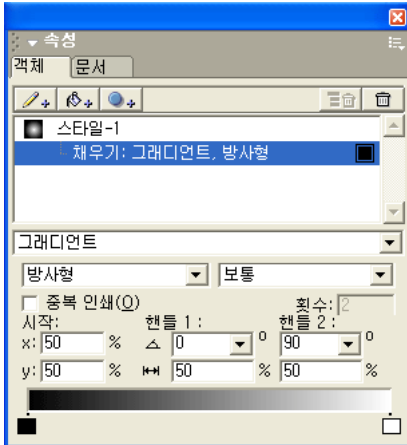 속성
객체 문서
스타일-1
채우기: 그래디언트, 방사형
그래디언트
방사형 보통
중복 인쇄(O) 횟수: 2
시작: 핸들 1 : 핸들 2 :
x: 50 % 0 ° 90 °
y: 50 % 50 % 50 %